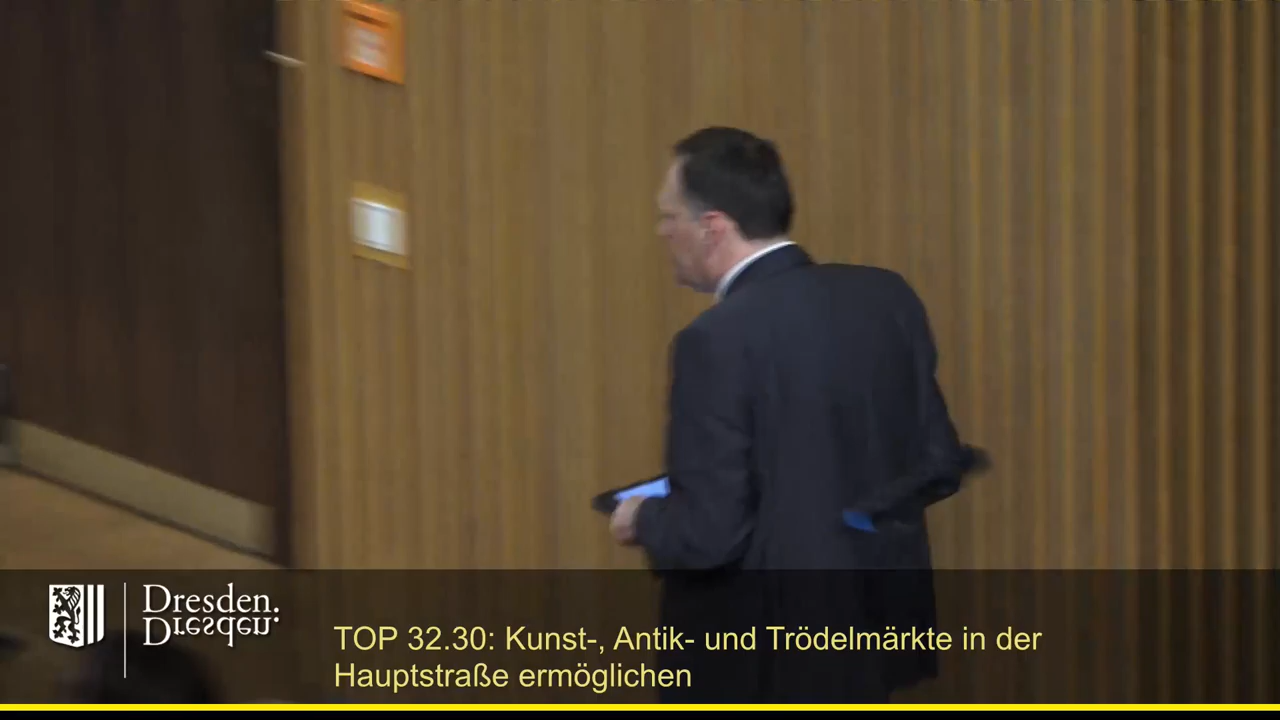 Dresden.
Dresden.
TOP 32.30: Kunst-, Antik- und Trödelmärkte in der
Hauptstraße ermöglichen